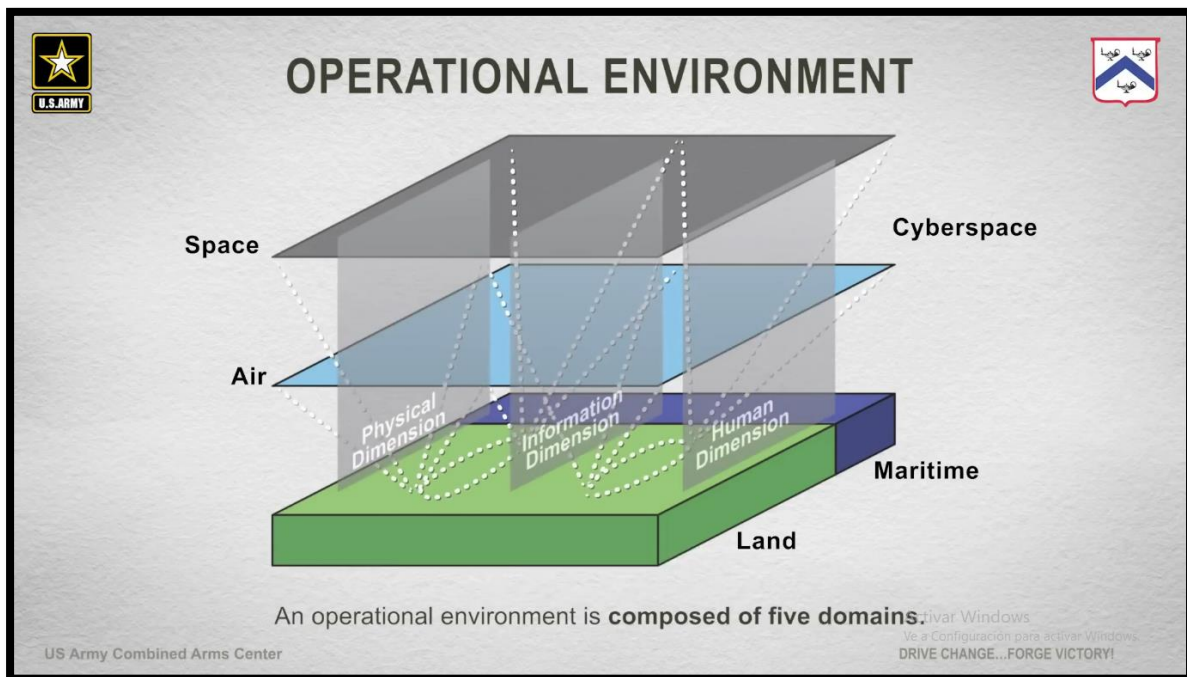 U.S.ARMY
OPERATIONAL ENVIRONMENT
Space
Cyberspace
Air
Physical
Dimension
Information
Dimension
Human
Dimension
Maritime
Land
An operational environment is composed of five domains.
Activar Windows
Ve a Configuración para activar Windows.
US Army Combined Arms Center
DRIVE CHANGE...FORGE VICTORY!